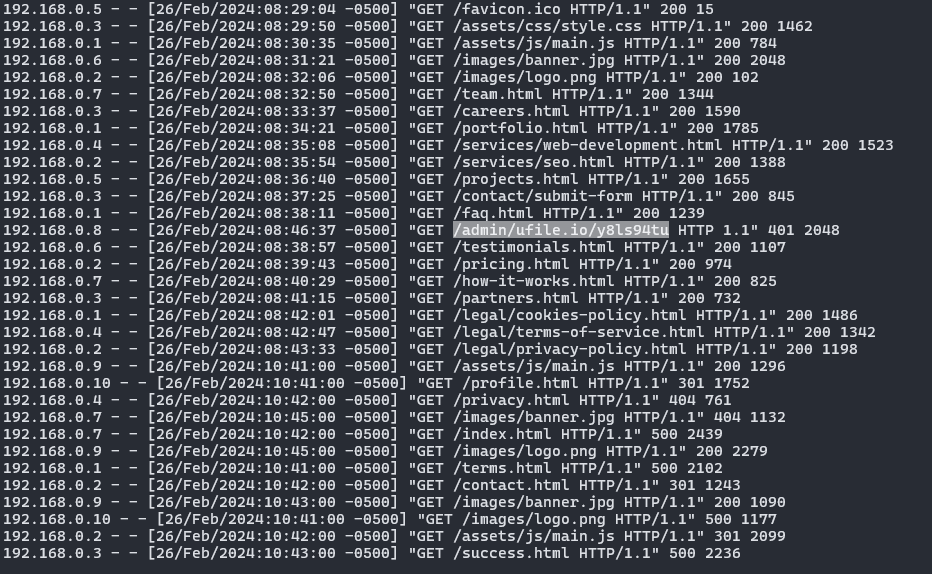 192.168.0.5 - - [26/Feb/2024:08:29:04 -0500] "GET /favicon.ico HTTP/1.1" 200 15
192.168.0.3 - - [26/Feb/2024:08:29:50 -0500] "GET /assets/css/style.css HTTP/1.1" 200 1462
192.168.0.1 - - [26/Feb/2024:08:30:35 -0500] "GET /assets/js/main.js HTTP/1.1" 200 784
192.168.0.6 - - [26/Feb/2024:08:31:21 -0500] "GET /images/banner.jpg HTTP/1.1" 200 2048
192.168.0.2 - - [26/Feb/2024:08:32:06 -0500] "GET /images/logo.png HTTP/1.1" 200 102
192.168.0.7 - - [26/Feb/2024:08:32:50 -0500] "GET /team.html HTTP/1.1" 200 1344
192.168.0.3 - - [26/Feb/2024:08:33:37 -0500] "GET /careers.html HTTP/1.1" 200 1590
192.168.0.1 - - [26/Feb/2024:08:34:21 -0500] "GET /portfolio.html HTTP/1.1" 200 1785
192.168.0.4 - - [26/Feb/2024:08:35:08 -0500] "GET /services/web-development.html HTTP/1.1" 200 1523
192.168.0.2 - - [26/Feb/2024:08:35:54 -0500] "GET /services/seo.html HTTP/1.1" 200 1388
192.168.0.5 - - [26/Feb/2024:08:36:40 -0500] "GET /projects.html HTTP/1.1" 200 1655
192.168.0.3 - - [26/Feb/2024:08:37:25 -0500] "GET /contact/submit-form HTTP/1.1" 200 845
192.168.0.1 - - [26/Feb/2024:08:38:11 -0500] "GET /faq.html HTTP/1.1" 200 1239
192.168.0.8 - - [26/Feb/2024:08:46:37 -0500] "GET /admin/ufile.io/y8ls94tu HTTP 1.1" 401 2048
192.168.0.6 - - [26/Feb/2024:08:38:57 -0500] "GET /testimonials.html HTTP/1.1" 200 1107
192.168.0.2 - - [26/Feb/2024:08:39:43 -0500] "GET /pricing.html HTTP/1.1" 200 974
192.168.0.7 - - [26/Feb/2024:08:40:29 -0500] "GET /how-it-works.html HTTP/1.1" 200 825
192.168.0.3 - - [26/Feb/2024:08:41:15 -0500] "GET /partners.html HTTP/1.1" 200 732
192.168.0.1 - - [26/Feb/2024:08:42:01 -0500] "GET /legal/cookies-policy.html HTTP/1.1" 200 1486
192.168.0.4 - - [26/Feb/2024:08:42:47 -0500] "GET /legal/terms-of-service.html HTTP/1.1" 200 1342
192.168.0.2 - - [26/Feb/2024:08:43:33 -0500] "GET /legal/privacy-policy.html HTTP/1.1" 200 1198
192.168.0.9 - - [26/Feb/2024:10:41:00 -0500] "GET /assets/js/main.js HTTP/1.1" 200 1296
192.168.0.10 - - [26/Feb/2024:10:41:00 -0500] "GET /profile.html HTTP/1.1" 301 1752
192.168.0.4 - - [26/Feb/2024:10:42:00 -0500] "GET /privacy.html HTTP/1.1" 404 761
192.168.0.7 - - [26/Feb/2024:10:45:00 -0500] "GET /images/banner.jpg HTTP/1.1" 404 1132
192.168.0.7 - - [26/Feb/2024:10:42:00 -0500] "GET /index.html HTTP/1.1" 500 2439
192.168.0.9 - - [26/Feb/2024:10:45:00 -0500] "GET /images/logo.png HTTP/1.1" 200 2279
192.168.0.1 - - [26/Feb/2024:10:41:00 -0500] "GET /terms.html HTTP/1.1" 500 2102
192.168.0.2 - - [26/Feb/2024:10:42:00 -0500] "GET /contact.html HTTP/1.1" 301 1243
192.168.0.9 - - [26/Feb/2024:10:43:00 -0500] "GET /images/banner.jpg HTTP/1.1" 200 1090
192.168.0.10 - - [26/Feb/2024:10:41:00 -0500] "GET /images/logo.png HTTP/1.1" 500 1177
192.168.0.2 - - [26/Feb/2024:10:42:00 -0500] "GET /assets/js/main.js HTTP/1.1" 301 2099
192.168.0.3 - - [26/Feb/2024:10:43:00 -0500] "GET /success.html HTTP/1.1" 500 2236